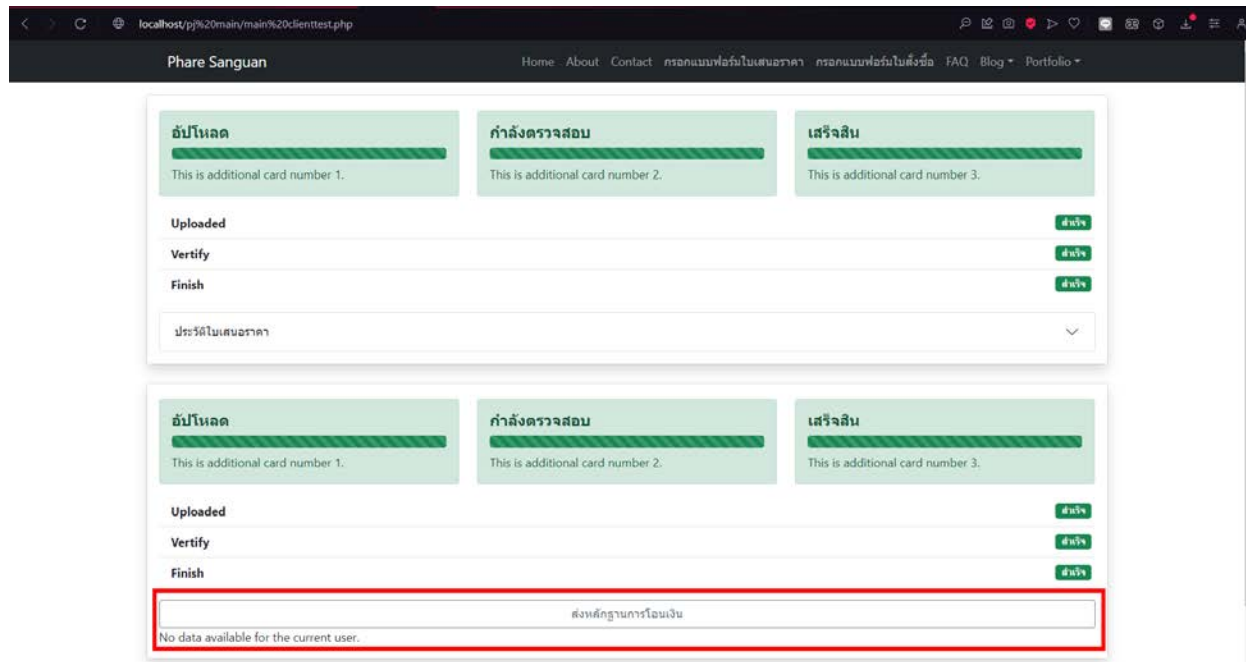 localhost/pj%20main/main%20clienttest.php
Phare Sanguan
Home About Contact กรอกแบบฟอร์มใบเสนอราคา กรอกแบบฟอร์มใบสั่งซื้อ FAQ Blog Portfolio
อัปโหลด กำลังตรวจสอบ เสร็จสิน
This is additional card number 1. This is additional card number 2. This is additional card number 3.
Uploaded สำเร็จ
Vertify สำเร็จ
Finish สำเร็จ
ประวัติใบเสนอราคา
อัปโหลด กำลังตรวจสอบ เสร็จสิน
This is additional card number 1. This is additional card number 2. This is additional card number 3.
Uploaded สำเร็จ
Vertify สำเร็จ
Finish สำเร็จ
ส่งหลักฐานการโอนเงิน
No data available for the current user.